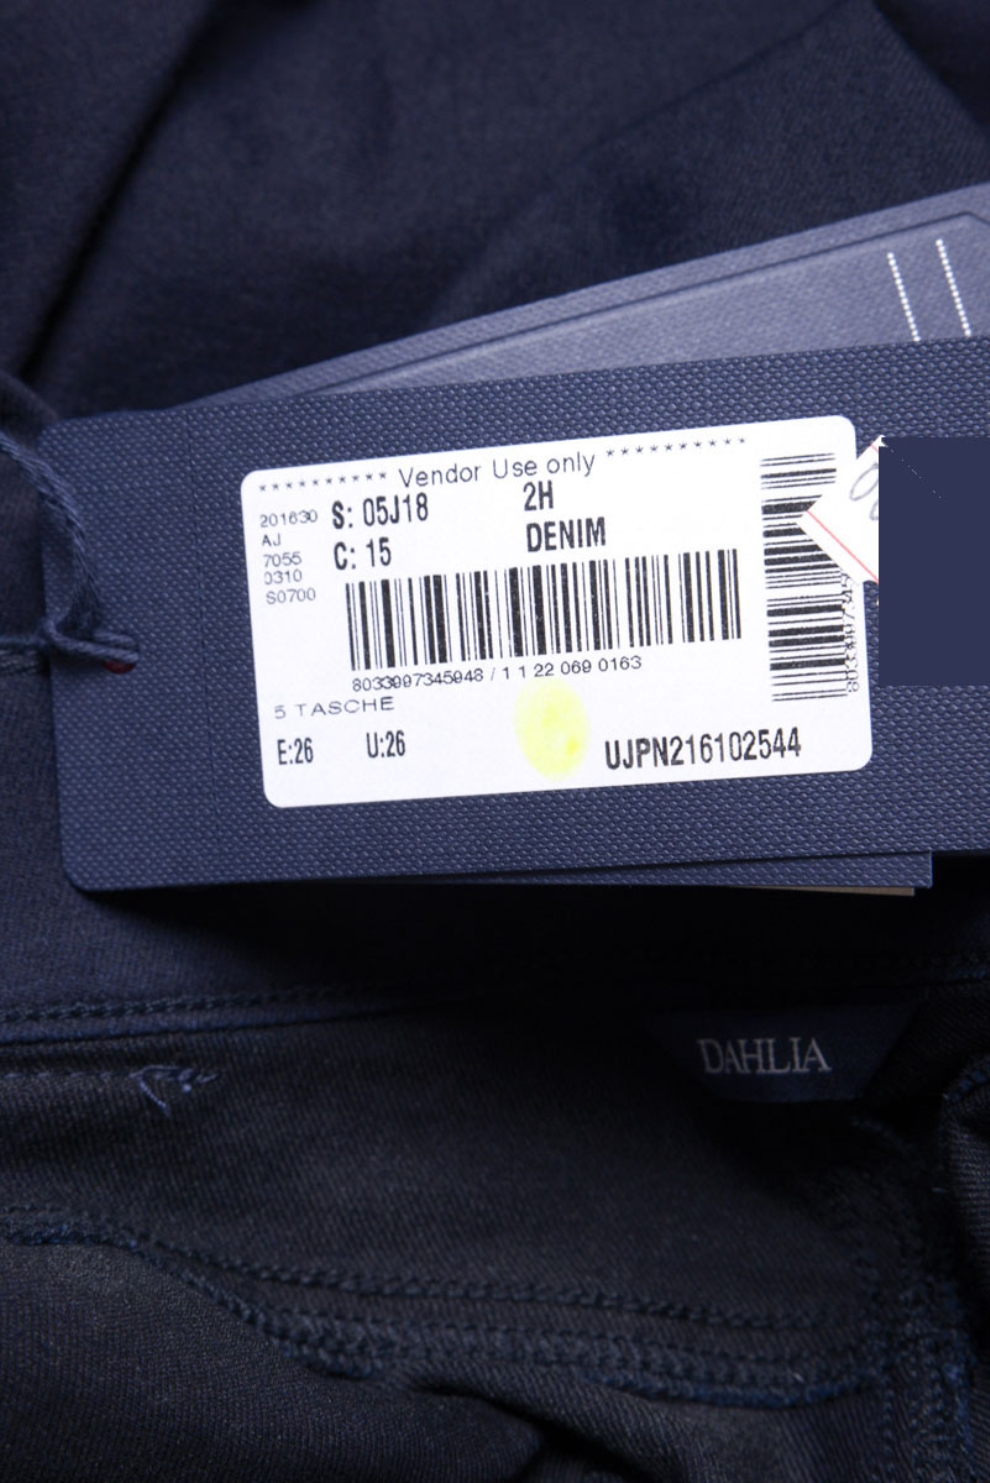 ********** Vendor Use only **********
201630 S: 05J18 2H
AJ
7055 C: 15 DENIM
0310
S0700
8033997345948 / 1 1 22 069 0163
5 TASCHE
E:26 U:26 UJPN216102544
DAHLIA